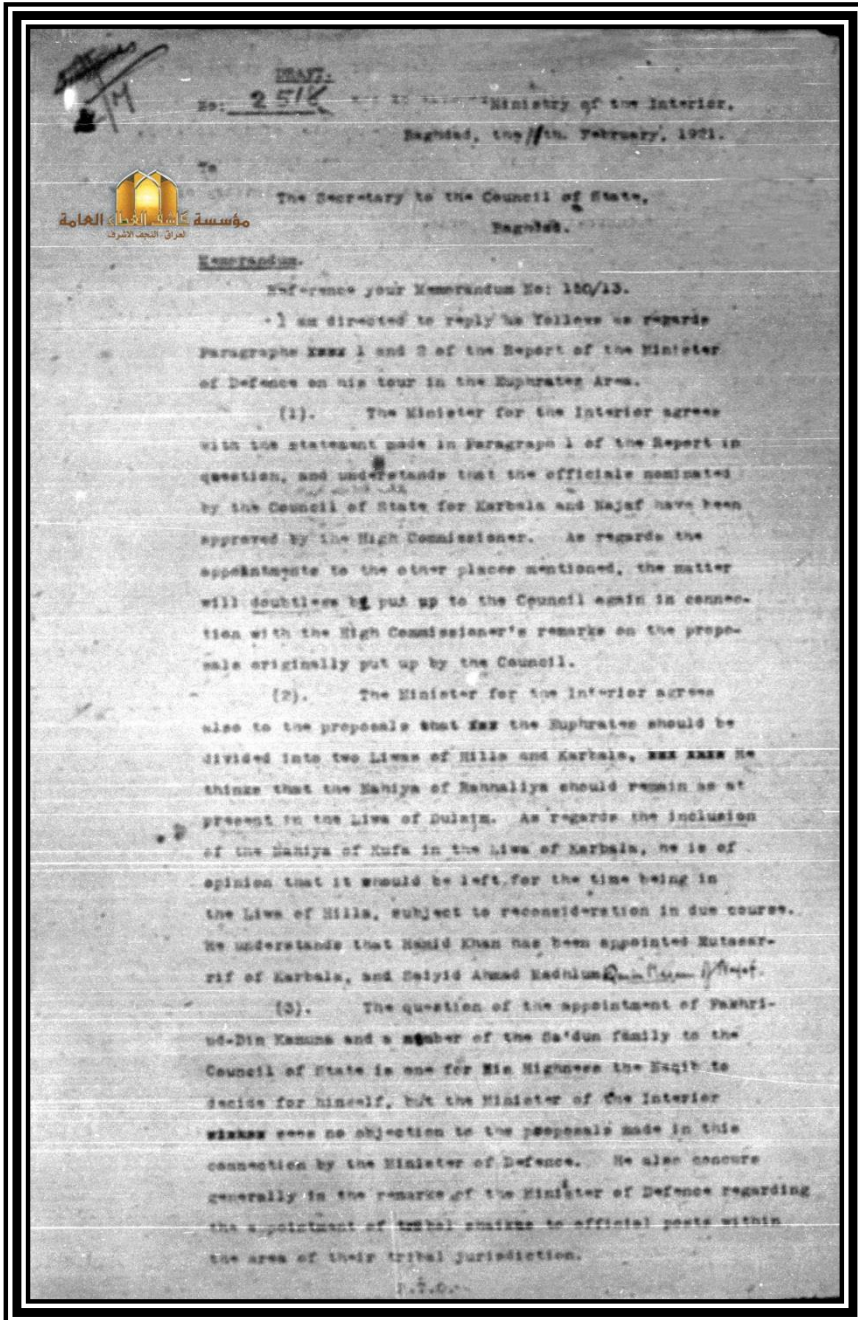 DRAFT.
No: 2518
Ministry of the Interior,
Baghdad, the 11th. February, 1921.
To
The Secretary to the Council of State,
Baghdad.
مؤسسة كاشف الغطاء العامة
العراق - النجف الاشرف
Memorandum.
Reference your Memorandum No: 150/13.
I am directed to reply as follows as regards
Paragraphs xxxx 1 and 2 of the Report of the Minister
of Defence on his tour in the Euphrates Area.
(1). The Minister for the Interior agrees
with the statement made in Paragraph 1 of the Report in
question, and understands that the officials nominated
by the Council of State for Karbala and Najaf have been
approved by the High Commissioner. As regards the
appointments to the other places mentioned, the matter
will doubtless be put up to the Council again in connec-
tion with the High Commissioner's remarks on the propo-
sals originally put up by the Council.
(2). The Minister for the Interior agrees
also to the proposals that xxx the Euphrates should be
divided into two Liwas of Hilla and Karbala, xxx xxxx He
thinks that the Nahiya of Rahhaliya should remain as at
present in the Liwa of Dulaim. As regards the inclusion
of the Nahiya of Kufa in the Liwa of Karbala, he is of
opinion that it should be left, for the time being in
the Liwa of Hilla, subject to reconsideration in due course.
He understands that Hamid Khan has been appointed Mutasar-
rif of Karbala, and Saiyid Ahmad Madhlum of Najaf.
(3). The question of the appointment of Fakhri-
ud-Din Kamuna and a member of the Sa'dun family to the
Council of State is one for His Highness the Naqib to
decide for himself, but the Minister of the Interior
sees no objection to the proposals made in this
connection by the Minister of Defence. He also concurs
generally in the remarks of the Minister of Defence regarding
the appointment of tribal shaikhs to official posts within
the area of their tribal jurisdiction.
P.T.O.